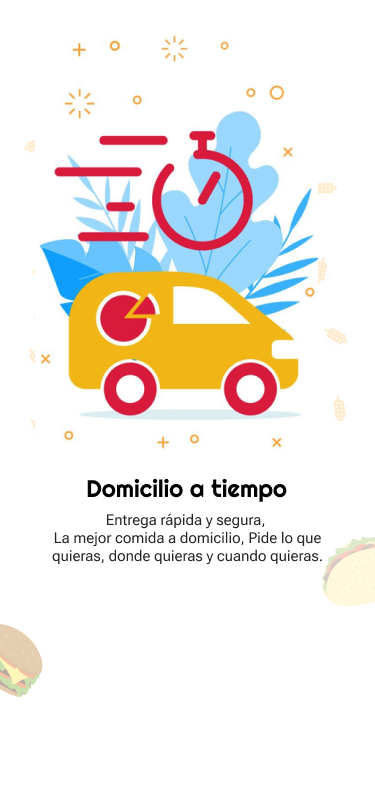 Domicilio a tiempo
Entrega rápida y segura,
La mejor comida a domicilio, Pide lo que
quieras, donde quieras y cuando quieras.